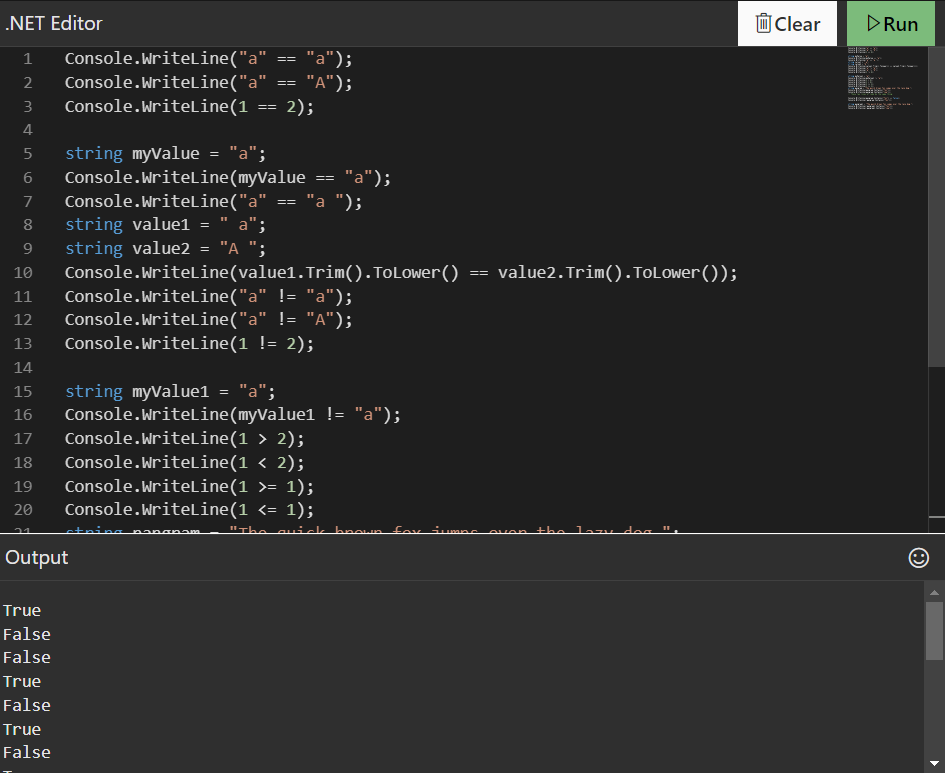 .NET Editor
Clear
Run
1 Console.WriteLine("a" == "a");
2 Console.WriteLine("a" == "A");
3 Console.WriteLine(1 == 2);
4
5 string myValue = "a";
6 Console.WriteLine(myValue == "a");
7 Console.WriteLine("a" == "a ");
8 string value1 = " a";
9 string value2 = "A ";
10 Console.WriteLine(value1.Trim().ToLower() == value2.Trim().ToLower());
11 Console.WriteLine("a" != "a");
12 Console.WriteLine("a" != "A");
13 Console.WriteLine(1 != 2);
14
15 string myValue1 = "a";
16 Console.WriteLine(myValue1 != "a");
17 Console.WriteLine(1 > 2);
18 Console.WriteLine(1 < 2);
19 Console.WriteLine(1 >= 1);
20 Console.WriteLine(1 <= 1);
21 string pangram = "The quick brown fox jumps over the lazy dog.";
Output
True
False
False
True
False
True
False